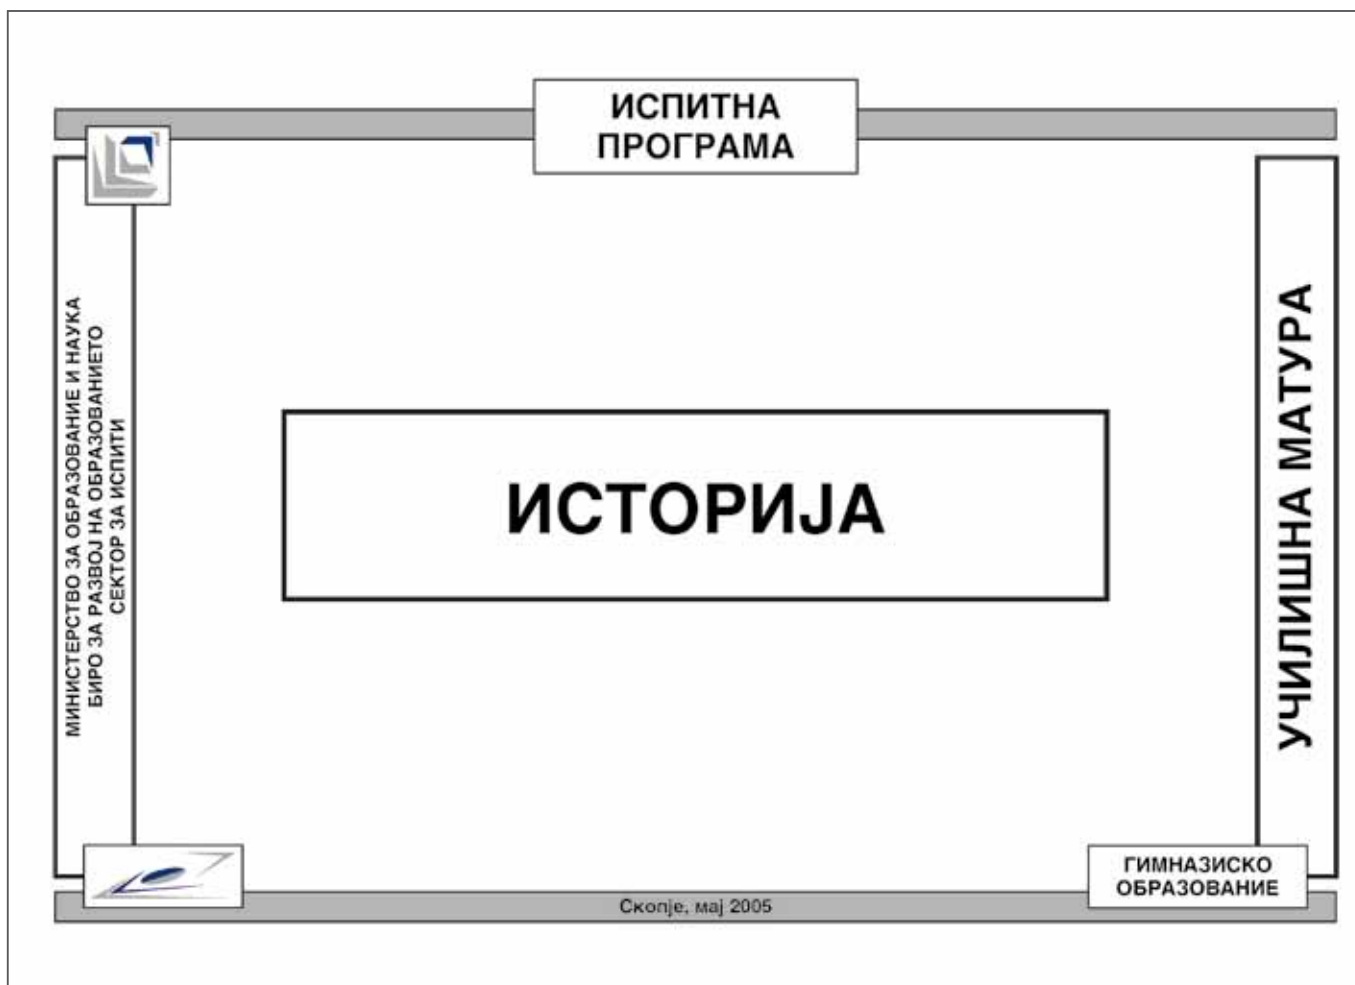 ИСПИТНА
ПРОГРАМА
МИНИСТЕРСТВО ЗА ОБРАЗОВАНИЕ И НАУКА
БИРО ЗА РАЗВОЈ НА ОБРАЗОВАНИЕТО
СЕКТОР ЗА ИСПИТИ
ИСТОРИЈА
УЧИЛИШНА МАТУРА
ГИМНАЗИСКО
ОБРАЗОВАНИЕ
Скопје, мај 2005